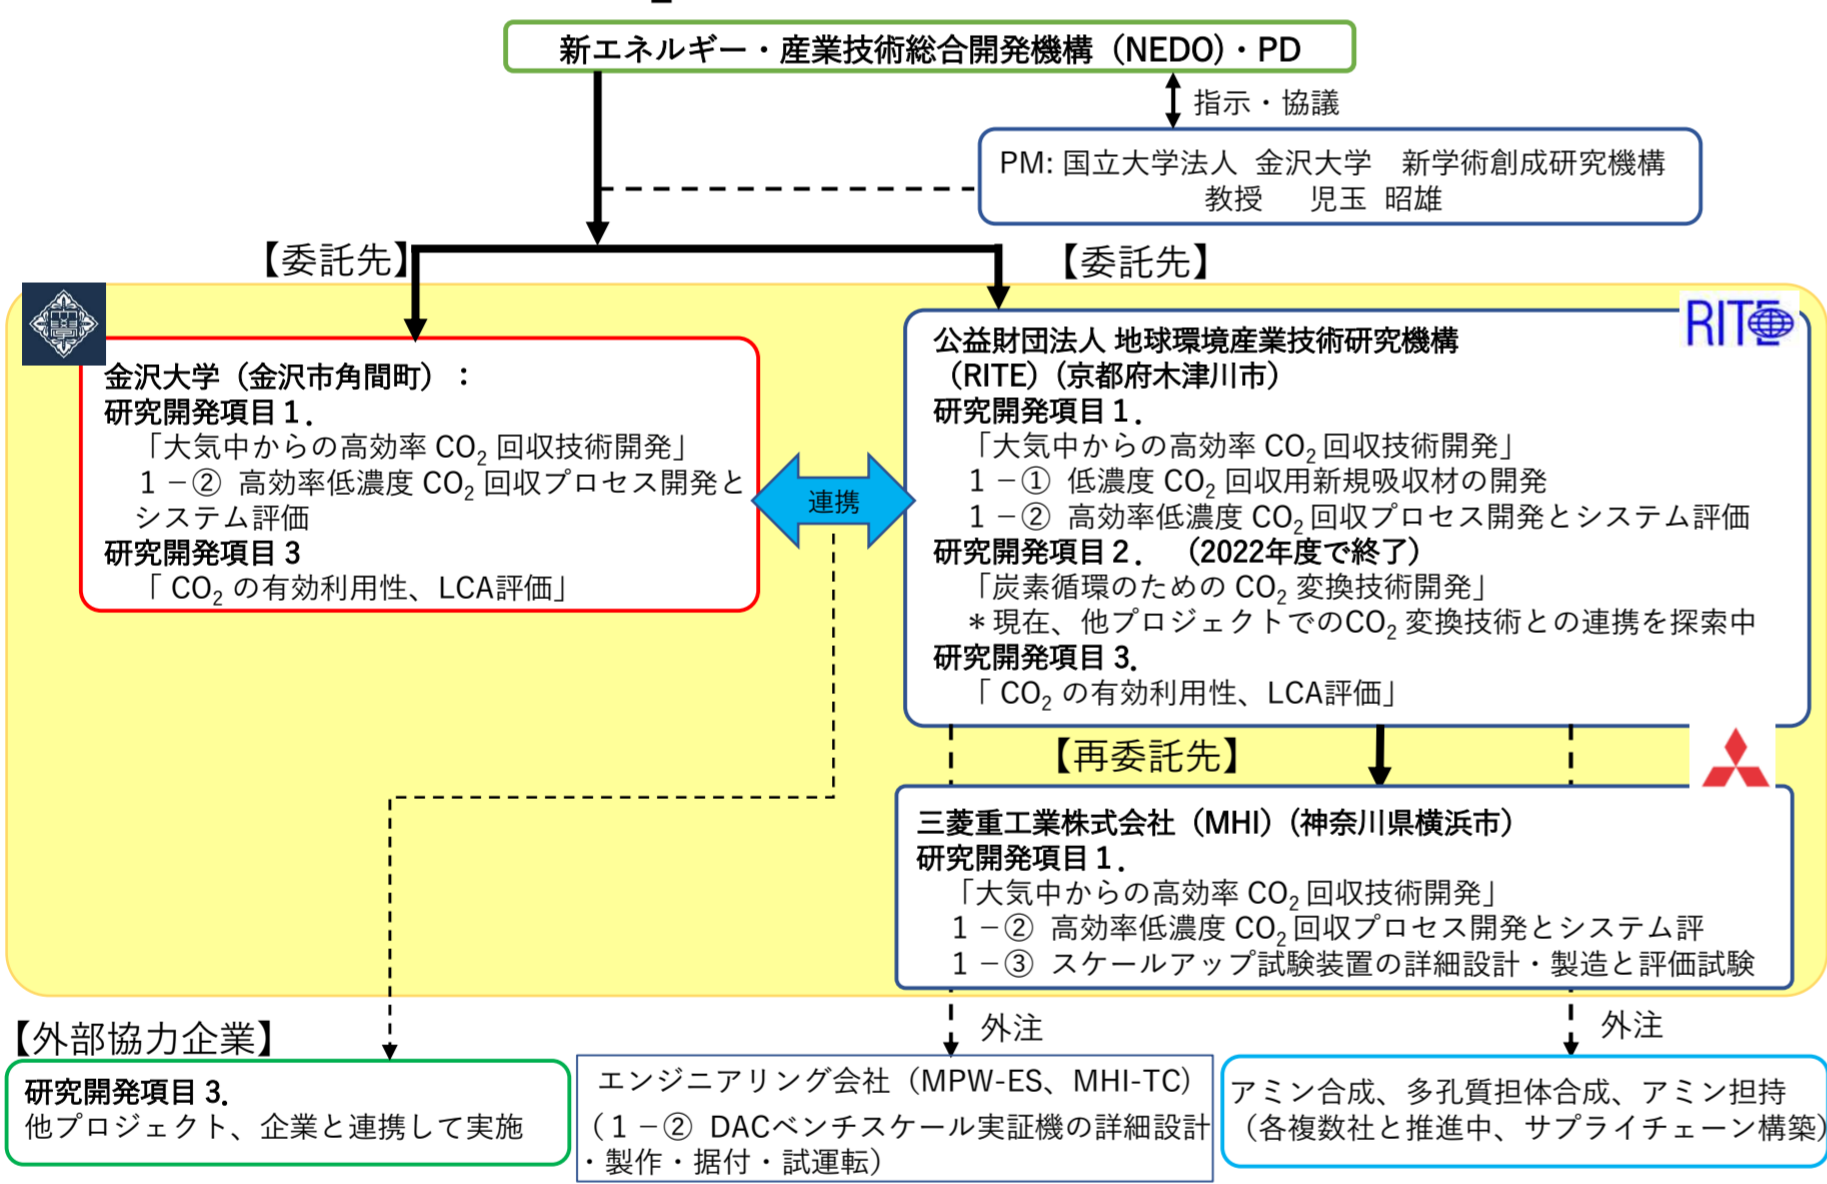 新エネルギー・産業技術総合開発機構（NEDO）・PD
指示・協議
PM: 国立大学法人 金沢大学　新学術創成研究機構
教授　児玉 昭雄
【委託先】
【委託先】
RITE
金沢大学（金沢市角間町）：
研究開発項目１．
「大気中からの高効率 CO₂ 回収技術開発」
１－② 高効率低濃度 CO₂ 回収プロセス開発と
システム評価
研究開発項目３
「 CO₂ の有効利用性、LCA評価」
連携
公益財団法人 地球環境産業技術研究機構
（RITE）（京都府木津川市）
研究開発項目１．
「大気中からの高効率 CO₂ 回収技術開発」
１－① 低濃度 CO₂ 回収用新規吸収材の開発
１－② 高効率低濃度 CO₂ 回収プロセス開発とシステム評価
研究開発項目２．（2022年度で終了）
「炭素循環のための CO₂ 変換技術開発」
＊現在、他プロジェクトでのCO₂ 変換技術との連携を探索中
研究開発項目３．
「 CO₂ の有効利用性、LCA評価」
【再委託先】
三菱重工業株式会社（MHI）（神奈川県横浜市）
研究開発項目１．
「大気中からの高効率 CO₂ 回収技術開発」
１－② 高効率低濃度 CO₂ 回収プロセス開発とシステム評
１－③ スケールアップ試験装置の詳細設計・製造と評価試験
【外部協力企業】
研究開発項目３．
他プロジェクト、企業と連携して実施
外注
エンジニアリング会社（MPW-ES、MHI-TC）
（１－② DACベンチスケール実証機の詳細設計
・製作・据付・試運転）
外注
アミン合成、多孔質担体合成、アミン担持
（各複数社と推進中、サプライチェーン構築）